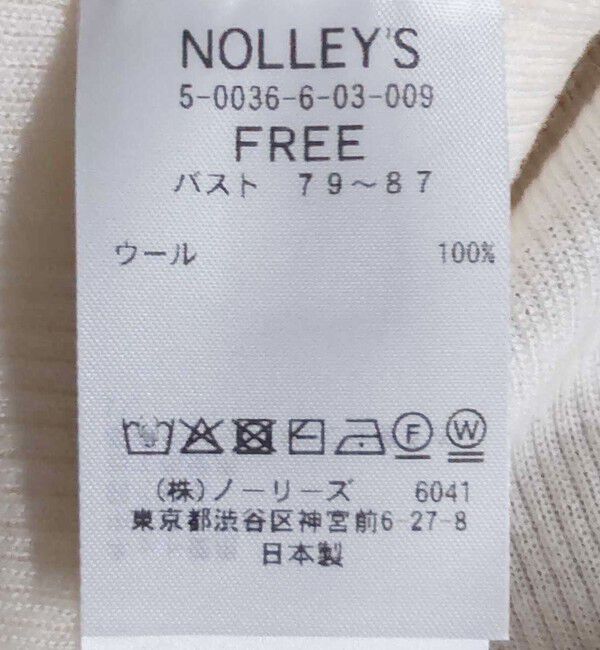 NOLLEY'S
5-0036-6-03-009
FREE
バスト 79～87
ウール 100%
F W
(株)ノーリーズ 6041
東京都渋谷区神宮前6-27-8
日本製